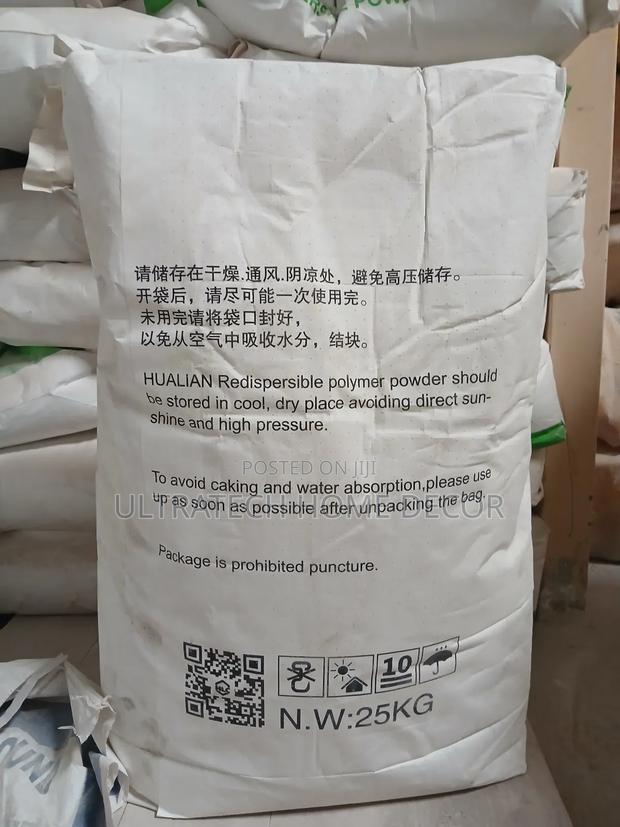 请储存在干燥.通风.阴凉处，避免高压储存。
开袋后，请尽可能一次使用完。
未用完请将袋口封好，
以免从空气中吸收水分，结块。
HUALIAN Redispersible polymer powder should
be stored in cool, dry place avoiding direct sun-
shine and high pressure.
POSTED ON JIJI
To avoid caking and water absorption,please use
ULTRATECH HOME DECOR
up as soon as possible after unpacking the bag.
Package is prohibited puncture.
10
N.W:25KG